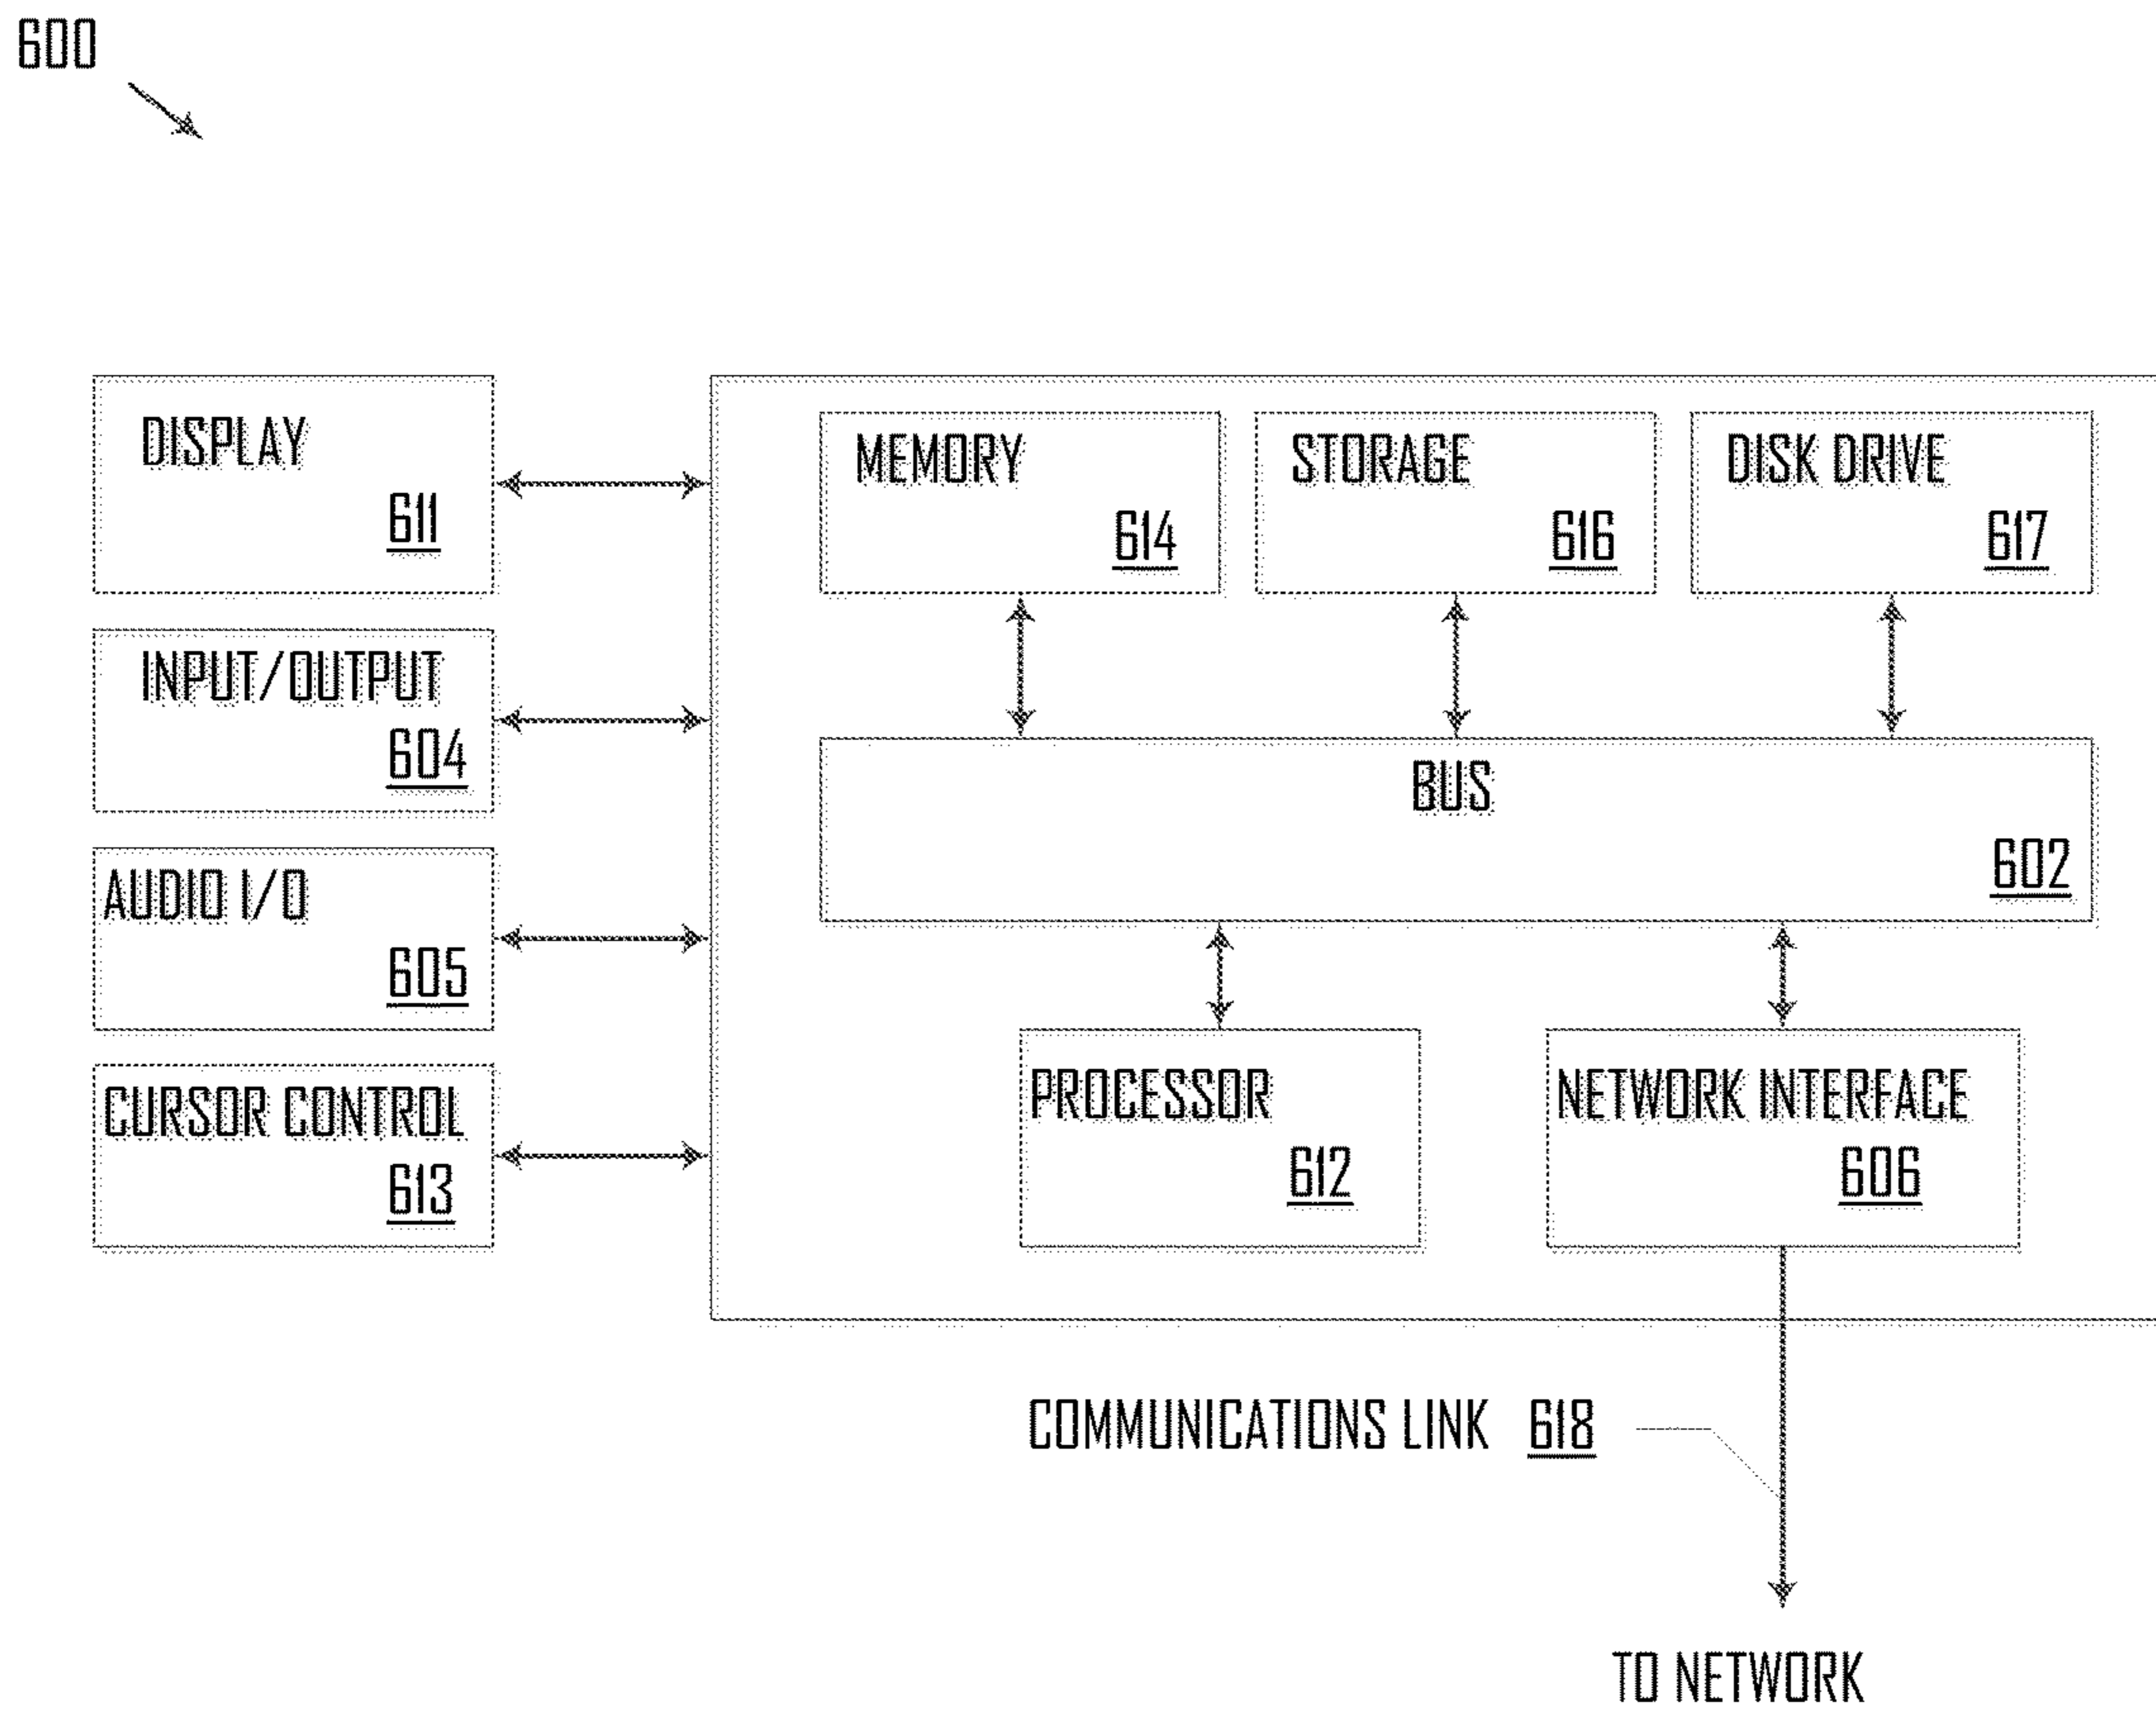 600
DISPLAY
611
INPUT/OUTPUT
604
AUDIO I/O
605
CURSOR CONTROL
613
MEMORY
614
STORAGE
616
DISK DRIVE
617
BUS
602
PROCESSOR
612
NETWORK INTERFACE
606
COMMUNICATIONS LINK 618
TO NETWORK